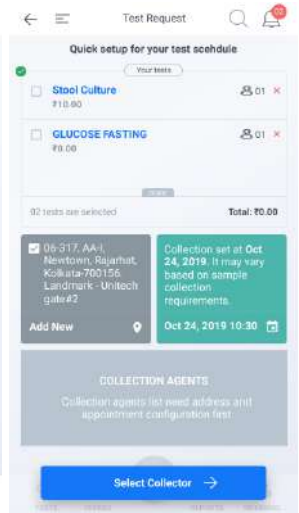 Test Request
Quick setup for your test scehdule
Your tests
Stool Culture
01
₹10.00
GLUCOSE FASTING
01
₹0.00
02 tests are selected
Total: ₹0.00
06-317, AA-I,
Newtown, Rajarhat,
Kolkata-700156.
Landmark - Unitech
gate#2
Add New
Collection set at Oct
24, 2019. It may vary
based on sample
collection
requirements.
Oct 24, 2019 10:30
COLLECTION AGENTS
Collection agents list need address and
appointment configuration first
Select Collector